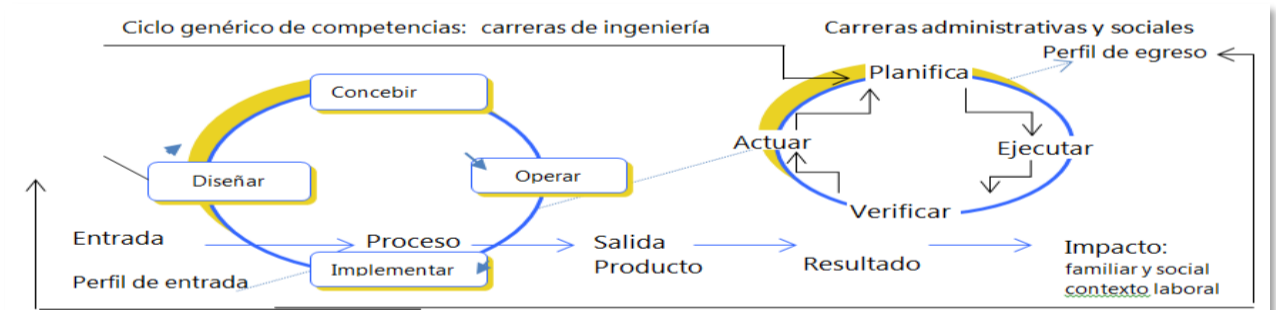 Ciclo genérico de competencias: carreras de ingeniería
Carreras administrativas y sociales
Perfil de egreso
Concebir
Planifica
Actuar
Ejecutar
Diseñar
Operar
Verificar
Entrada
Proceso
Salida
Producto
Resultado
Impacto:
familiar y social
contexto laboral
Implementar
Perfil de entrada